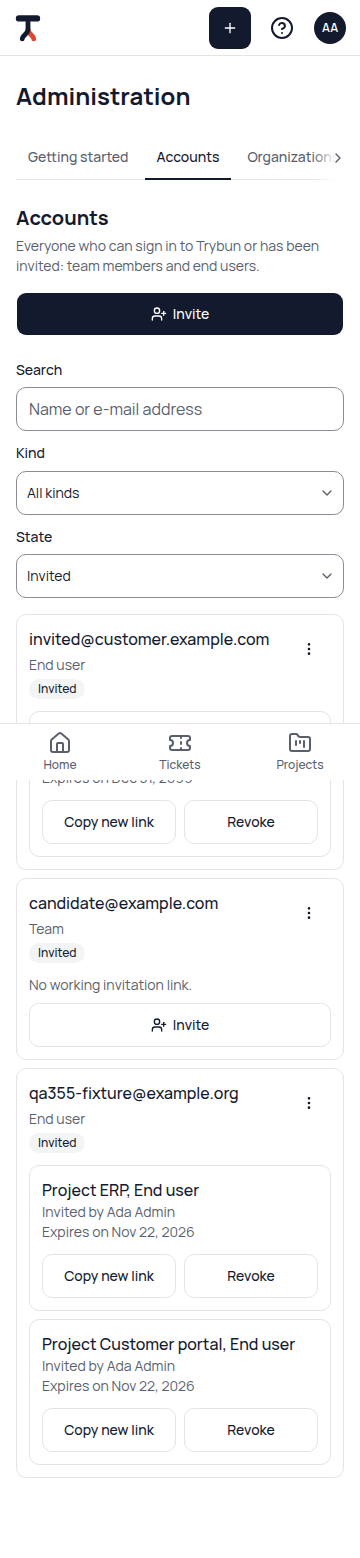 AA
Administration
Getting started
Accounts
Organization
Accounts
Everyone who can sign in to Trybun or has been
invited: team members and end users.
Invite
Search
Name or e-mail address
Kind
All kinds
State
Invited
invited@customer.example.com
End user
Invited
Home
Tickets
Projects
Copy new link
Revoke
candidate@example.com
Team
Invited
No working invitation link.
Invite
qa355-fixture@example.org
End user
Invited
Project ERP, End user
Invited by Ada Admin
Expires on Nov 22, 2026
Copy new link
Revoke
Project Customer portal, End user
Invited by Ada Admin
Expires on Nov 22, 2026
Copy new link
Revoke